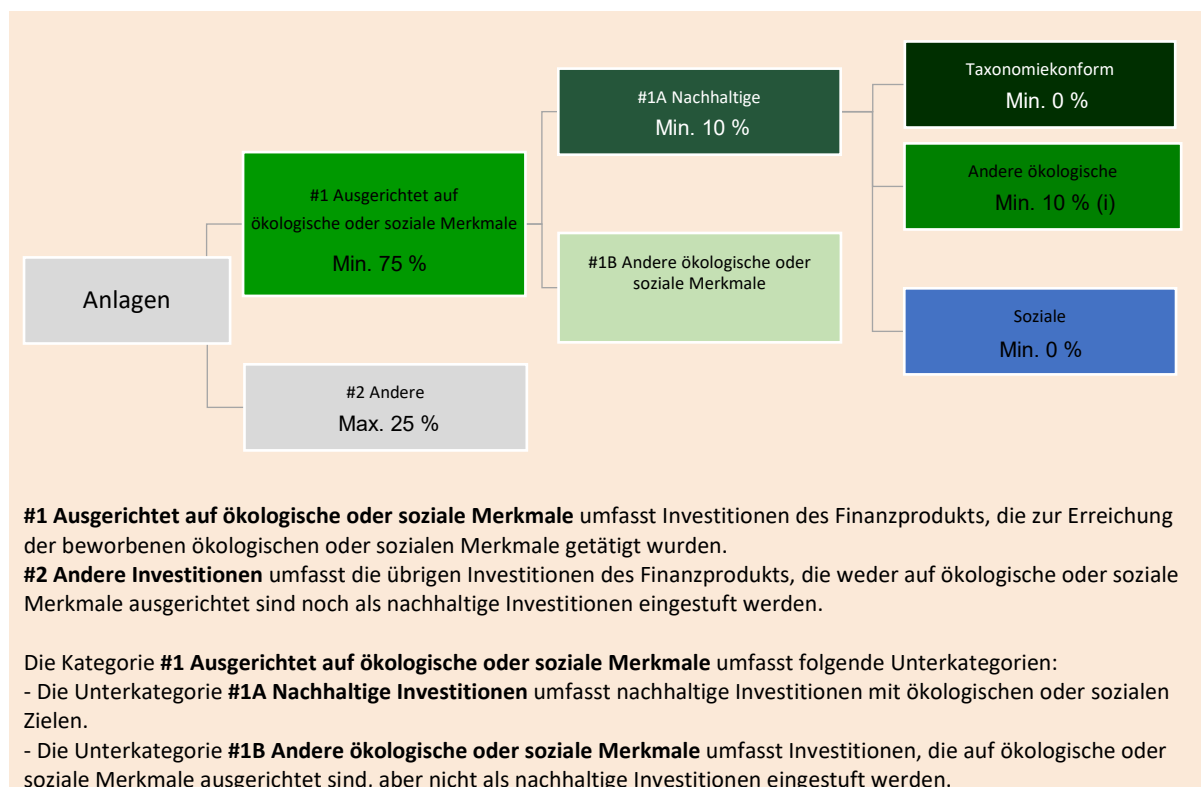 Taxonomiekonform
Min. 0 %
#1A Nachhaltige
Min. 10 %
Andere ökologische
Min. 10 % (i)
#1 Ausgerichtet auf
ökologische oder soziale Merkmale
Min. 75 %
#1B Andere ökologische oder
soziale Merkmale
Anlagen
Soziale
Min. 0 %
#2 Andere
Max. 25 %
#1 Ausgerichtet auf ökologische oder soziale Merkmale umfasst Investitionen des Finanzprodukts, die zur Erreichung
der beworbenen ökologischen oder sozialen Merkmale getätigt wurden.
#2 Andere Investitionen umfasst die übrigen Investitionen des Finanzprodukts, die weder auf ökologische oder soziale
Merkmale ausgerichtet sind noch als nachhaltige Investitionen eingestuft werden.
Die Kategorie #1 Ausgerichtet auf ökologische oder soziale Merkmale umfasst folgende Unterkategorien:
- Die Unterkategorie #1A Nachhaltige Investitionen umfasst nachhaltige Investitionen mit ökologischen oder sozialen
Zielen.
- Die Unterkategorie #1B Andere ökologische oder soziale Merkmale umfasst Investitionen, die auf ökologische oder
soziale Merkmale ausgerichtet sind, aber nicht als nachhaltige Investitionen eingestuft werden.